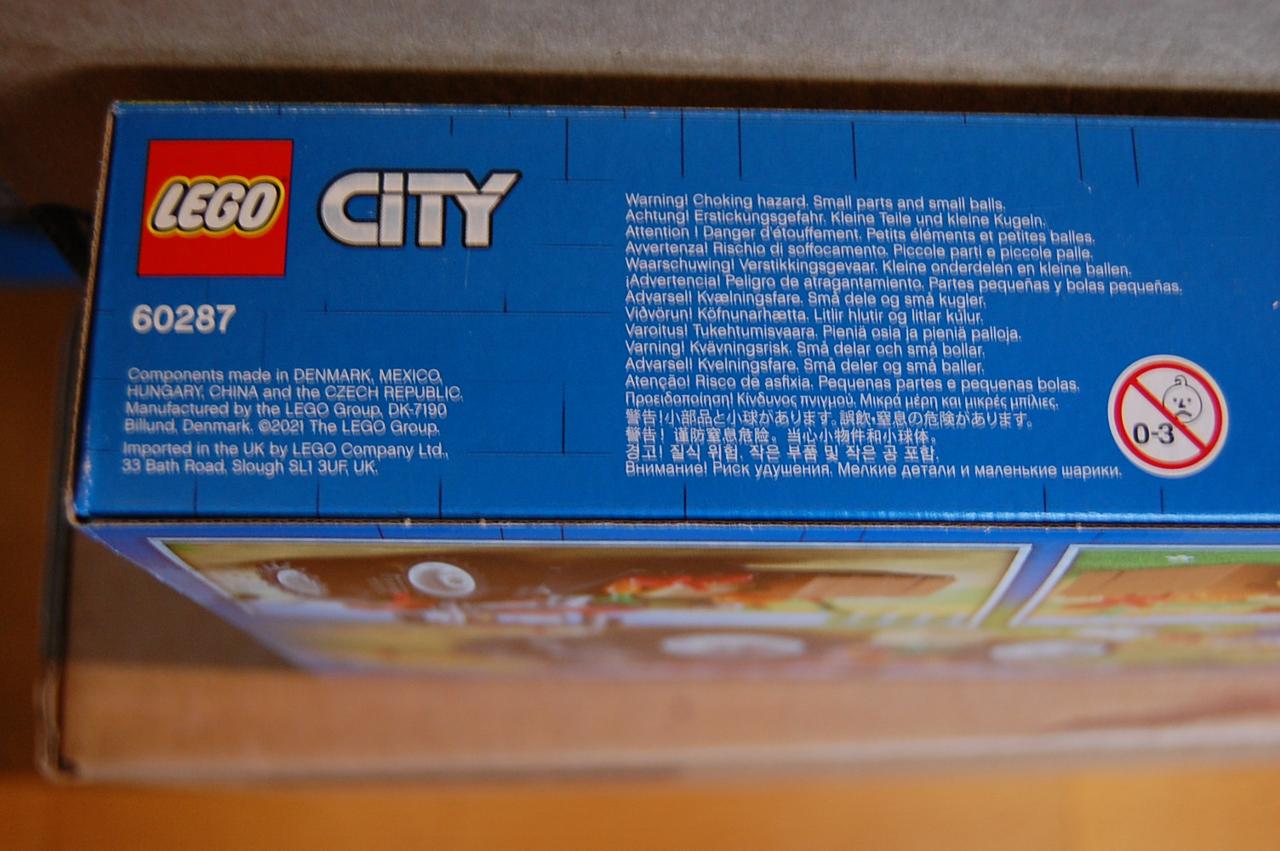 LEGO CITY
60287
Components made in DENMARK, MEXICO,
HUNGARY, CHINA and the CZECH REPUBLIC.
Manufactured by the LEGO Group, DK-7190
Billund, Denmark. ©2021 The LEGO Group.
Imported in the UK by LEGO Company Ltd.,
33 Bath Road, Slough SL1 3UF, UK.
Warning! Choking hazard. Small parts and small balls.
Achtung! Erstickungsgefahr. Kleine Teile und kleine Kugeln.
Attention ! Danger d'étouffement. Petits éléments et petites balles.
Avvertenza! Rischio di soffocamento. Piccole parti e piccole palle.
Waarschuwing! Verstikkingsgevaar. Kleine onderdelen en kleine ballen.
¡Advertencia! Peligro de atragantamiento. Partes pequeñas y bolas pequeñas.
Advarsel! Kvælningsfare. Små dele og små kugler.
Viðvörun! Köfnunarhætta. Litlir hlutir og litlar kúlur.
Varoitus! Tukehtumisvaara. Pieniä osia ja pieniä palloja.
Varning! Kvävningsrisk. Små delar och små bollar.
Advarsel! Kvelningsfare. Små deler og små baller.
Atenção! Risco de asfixia. Pequenas partes e pequenas bolas.
Προειδοποίηση! Κίνδυνος πνιγμού. Μικρά μέρη και μικρές μπίλιες.
警告!小部品と小球があります。誤飲・窒息の危険があります。
警告！谨防窒息危险。当心小物件和小球体。
경고! 질식 위험. 작은 부품 및 작은 공 포함.
Внимание! Риск удушения. Мелкие детали и маленькие шарики.
0-3